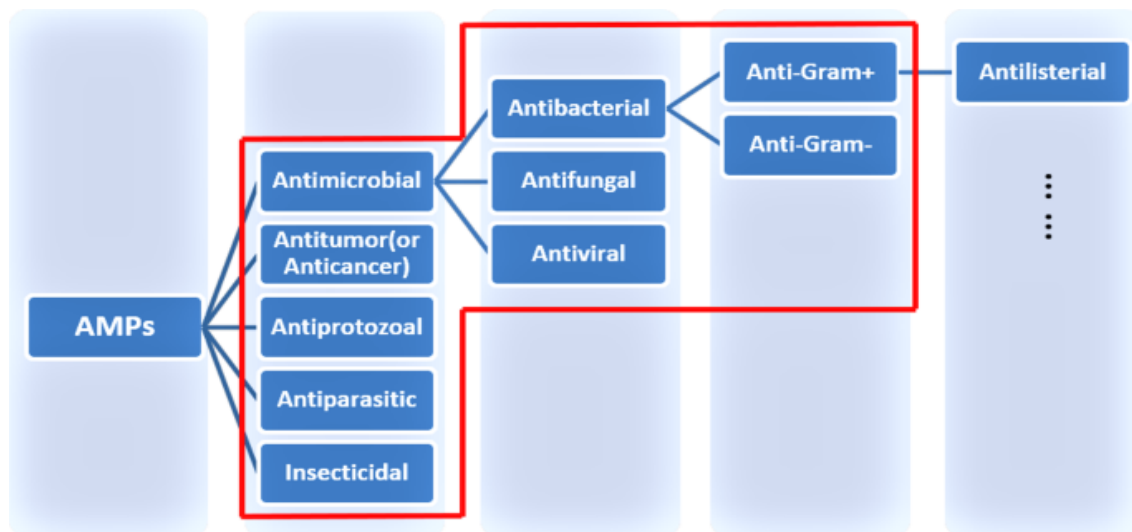 AMPs
Antimicrobial
Antitumor(or
Anticancer)
Antiprotozoal
Antiparasitic
Insecticidal
Antibacterial
Antifungal
Antiviral
Anti-Gram+
Anti-Gram-
Antilisterial
⋮
⋮